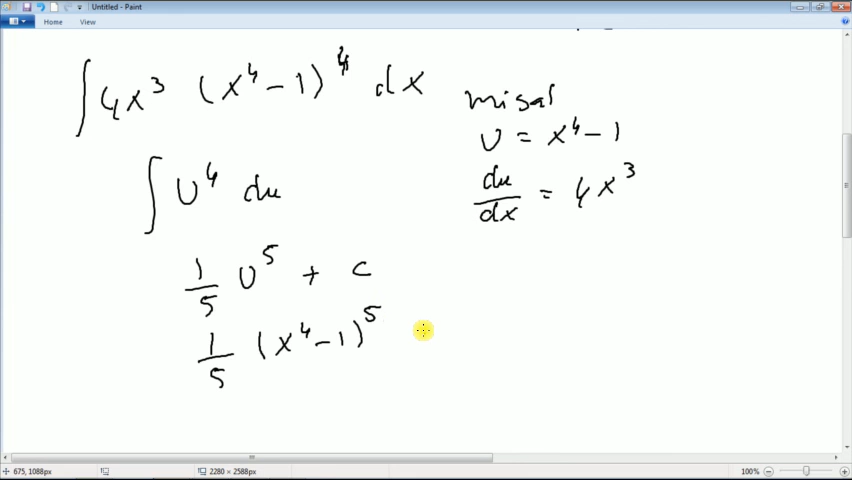 Untitled - Paint
Home View
∫ 4x³ (x⁴ - 1)⁴ dx
misal
U = x⁴ - 1
du/dx = 4x³
∫ U⁴ du
1/5 U⁵ + c
1/5 (x⁴ - 1)⁵
675, 1088px
2280 × 2588px
100%